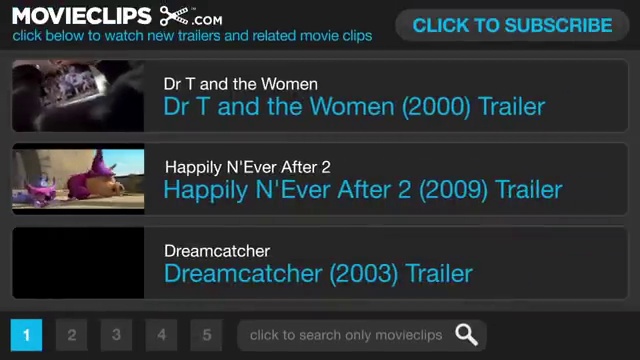 MOVIECLIPS .COM
CLICK TO SUBSCRIBE
click below to watch new trailers and related movie clips
Dr T and the Women
Dr T and the Women (2000) Trailer
Happily N'Ever After 2
Happily N'Ever After 2 (2009) Trailer
Dreamcatcher
Dreamcatcher (2003) Trailer
1 2 3 4 5 click to search only movieclips